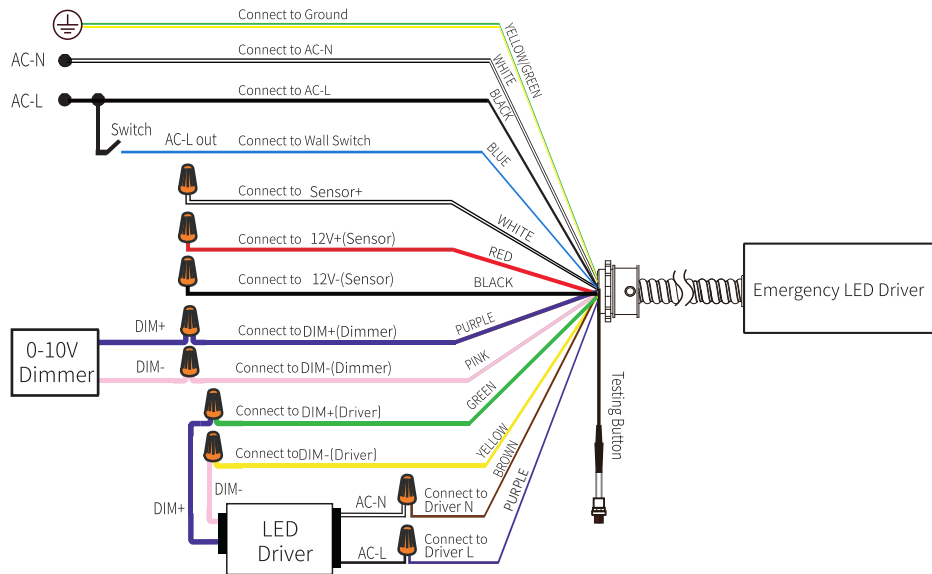 Connect to Ground
YELLOW/GREEN
AC-N
Connect to AC-N
WHITE
AC-L
Connect to AC-L
BLACK
Switch
AC-L out
Connect to Wall Switch
BLUE
Connect to Sensor+
WHITE
Connect to 12V+(Sensor)
RED
Connect to 12V-(Sensor)
BLACK
Emergency LED Driver
0-10V
Dimmer
DIM+
Connect to DIM+(Dimmer)
PURPLE
DIM-
Connect to DIM-(Dimmer)
PINK
Connect to DIM+(Driver)
GREEN
Connect to DIM-(Driver)
YELLOW
BROWN
PURPLE
Testing Button
DIM+
DIM-
LED
Driver
AC-N
Connect to
Driver N
AC-L
Connect to
Driver L